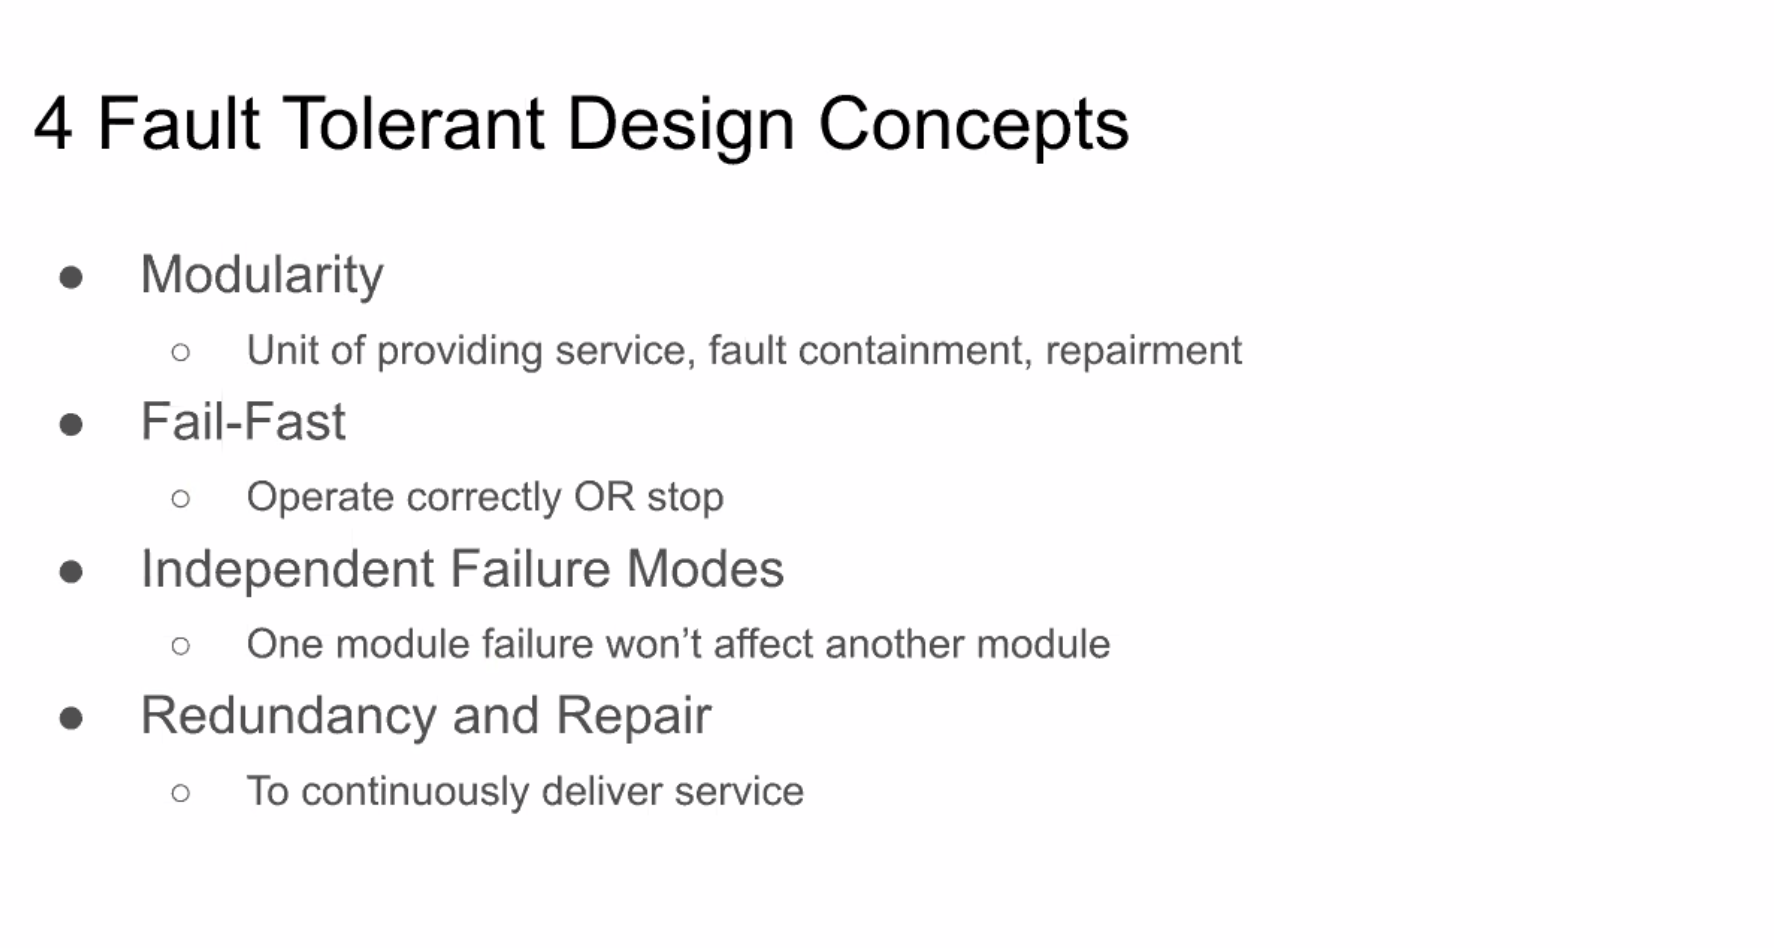 4 Fault Tolerant Design Concepts
● Modularity
○ Unit of providing service, fault containment, repairment
● Fail-Fast
○ Operate correctly OR stop
● Independent Failure Modes
○ One module failure won’t affect another module
● Redundancy and Repair
○ To continuously deliver service